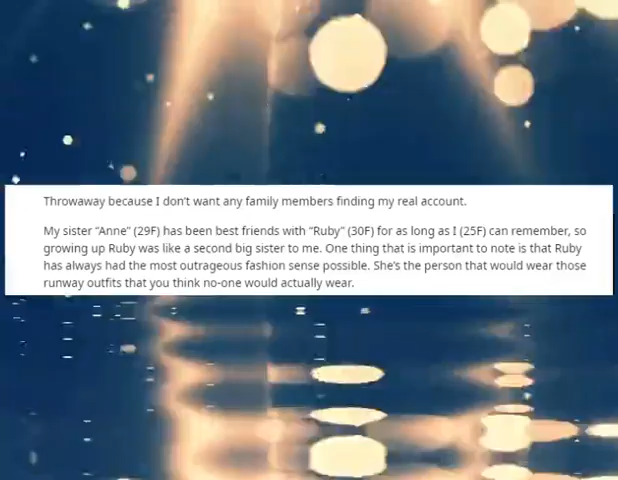 Throwaway because I don't want any family members finding my real account.
My sister "Anne" (29F) has been best friends with "Ruby" (30F) for as long as I (25F) can remember, so
growing up Ruby was like a second big sister to me. One thing that is important to note is that Ruby
has always had the most outrageous fashion sense possible. She's the person that would wear those
runway outfits that you think no-one would actually wear.